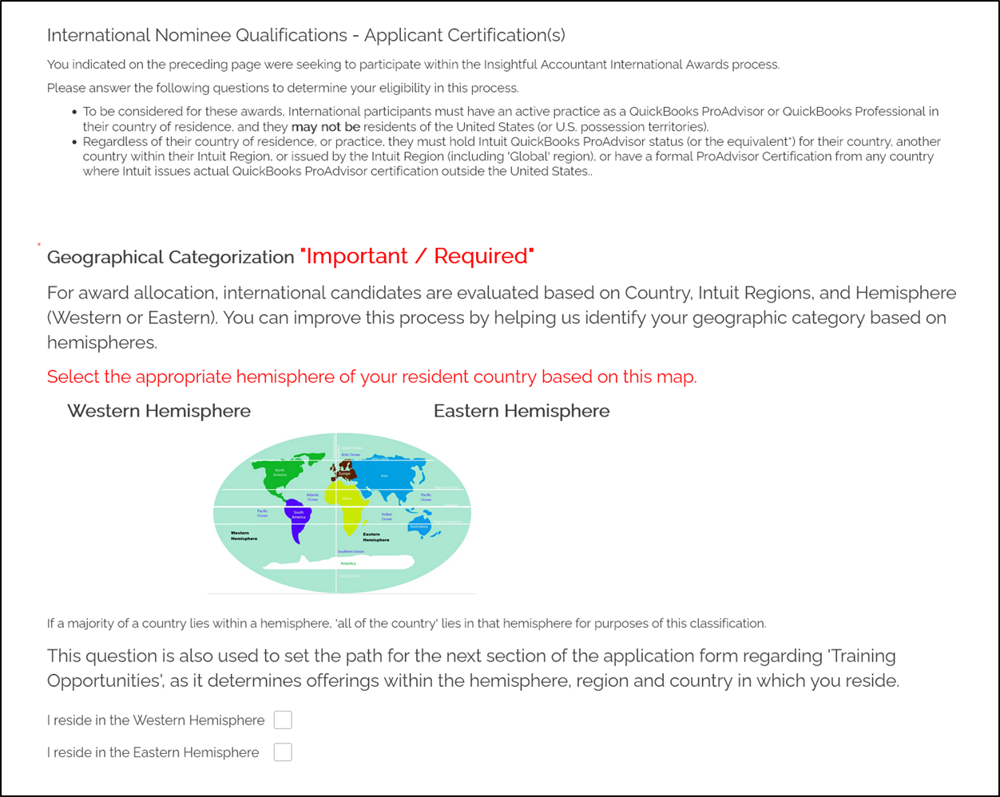 International Nominee Qualifications - Applicant Certification(s)
You indicated on the preceding page were seeking to participate within the Insightful Accountant International Awards process.
Please answer the following questions to determine your eligibility in this process.
• To be considered for these awards, International participants must have an active practice as a QuickBooks ProAdvisor or QuickBooks Professional in
their country of residence, and they may not be residents of the United States (or U.S. possession territories).
• Regardless of their country of residence, or practice, they must hold Intuit QuickBooks ProAdvisor status (or the equivalent*) for their country, another
country within their Intuit Region, or issued by the Intuit Region (including 'Global' region), or have a formal ProAdvisor Certification from any country
where Intuit issues actual QuickBooks ProAdvisor certification outside the United States..
* Geographical Categorization "Important / Required"
For award allocation, international candidates are evaluated based on Country, Intuit Regions, and Hemisphere
(Western or Eastern). You can improve this process by helping us identify your geographic category based on
hemispheres.
Select the appropriate hemisphere of your resident country based on this map.
Western Hemisphere Eastern Hemisphere
Artic Ocean
North
America
Europe
Asia
Atlantic
Ocean
Africa
Pacific
Ocean
Pacific
Ocean
South
America
Indian
Ocean
Western
Hemisphere
Eastern
Hemisphere
Southern Ocean
Antartica
If a majority of a country lies within a hemisphere, 'all of the country' lies in that hemisphere for purposes of this classification.
This question is also used to set the path for the next section of the application form regarding 'Training
Opportunities', as it determines offerings within the hemisphere, region and country in which you reside.
I reside in the Western Hemisphere
I reside in the Eastern Hemisphere